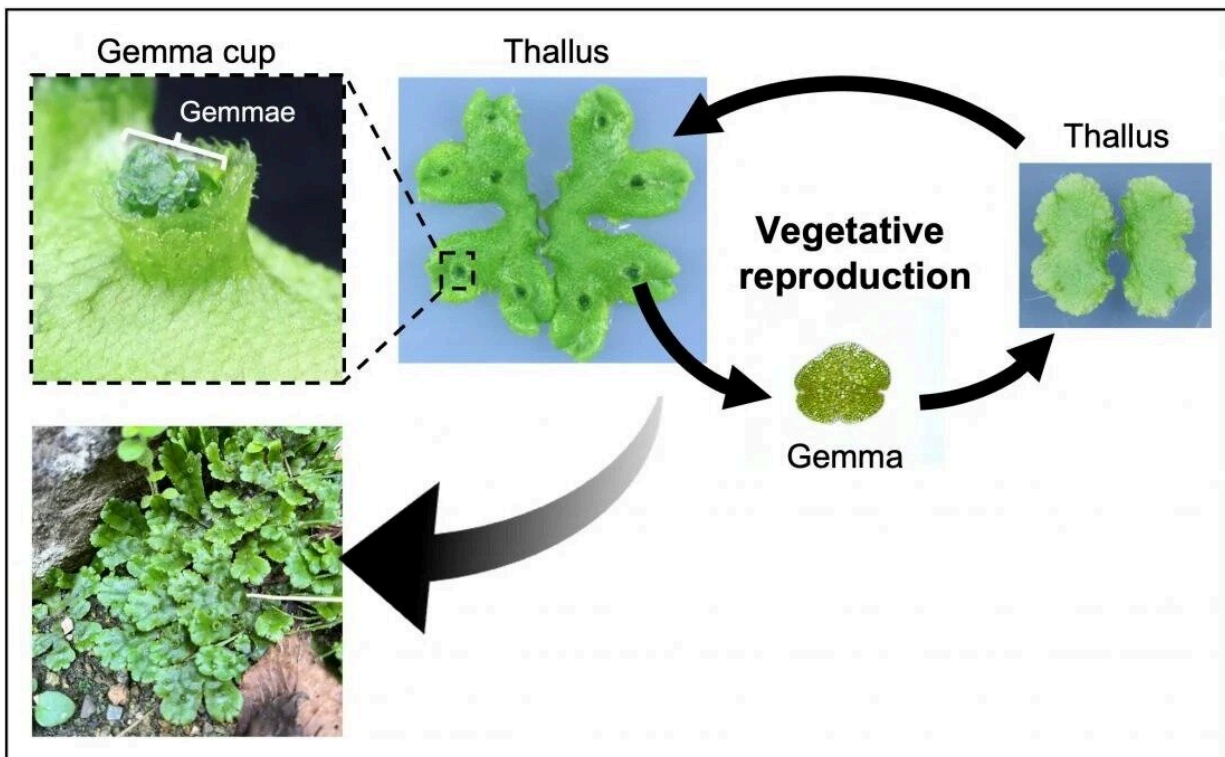 Gemma cup
Gemmae
Thallus
Thallus
Vegetative
reproduction
Gemma